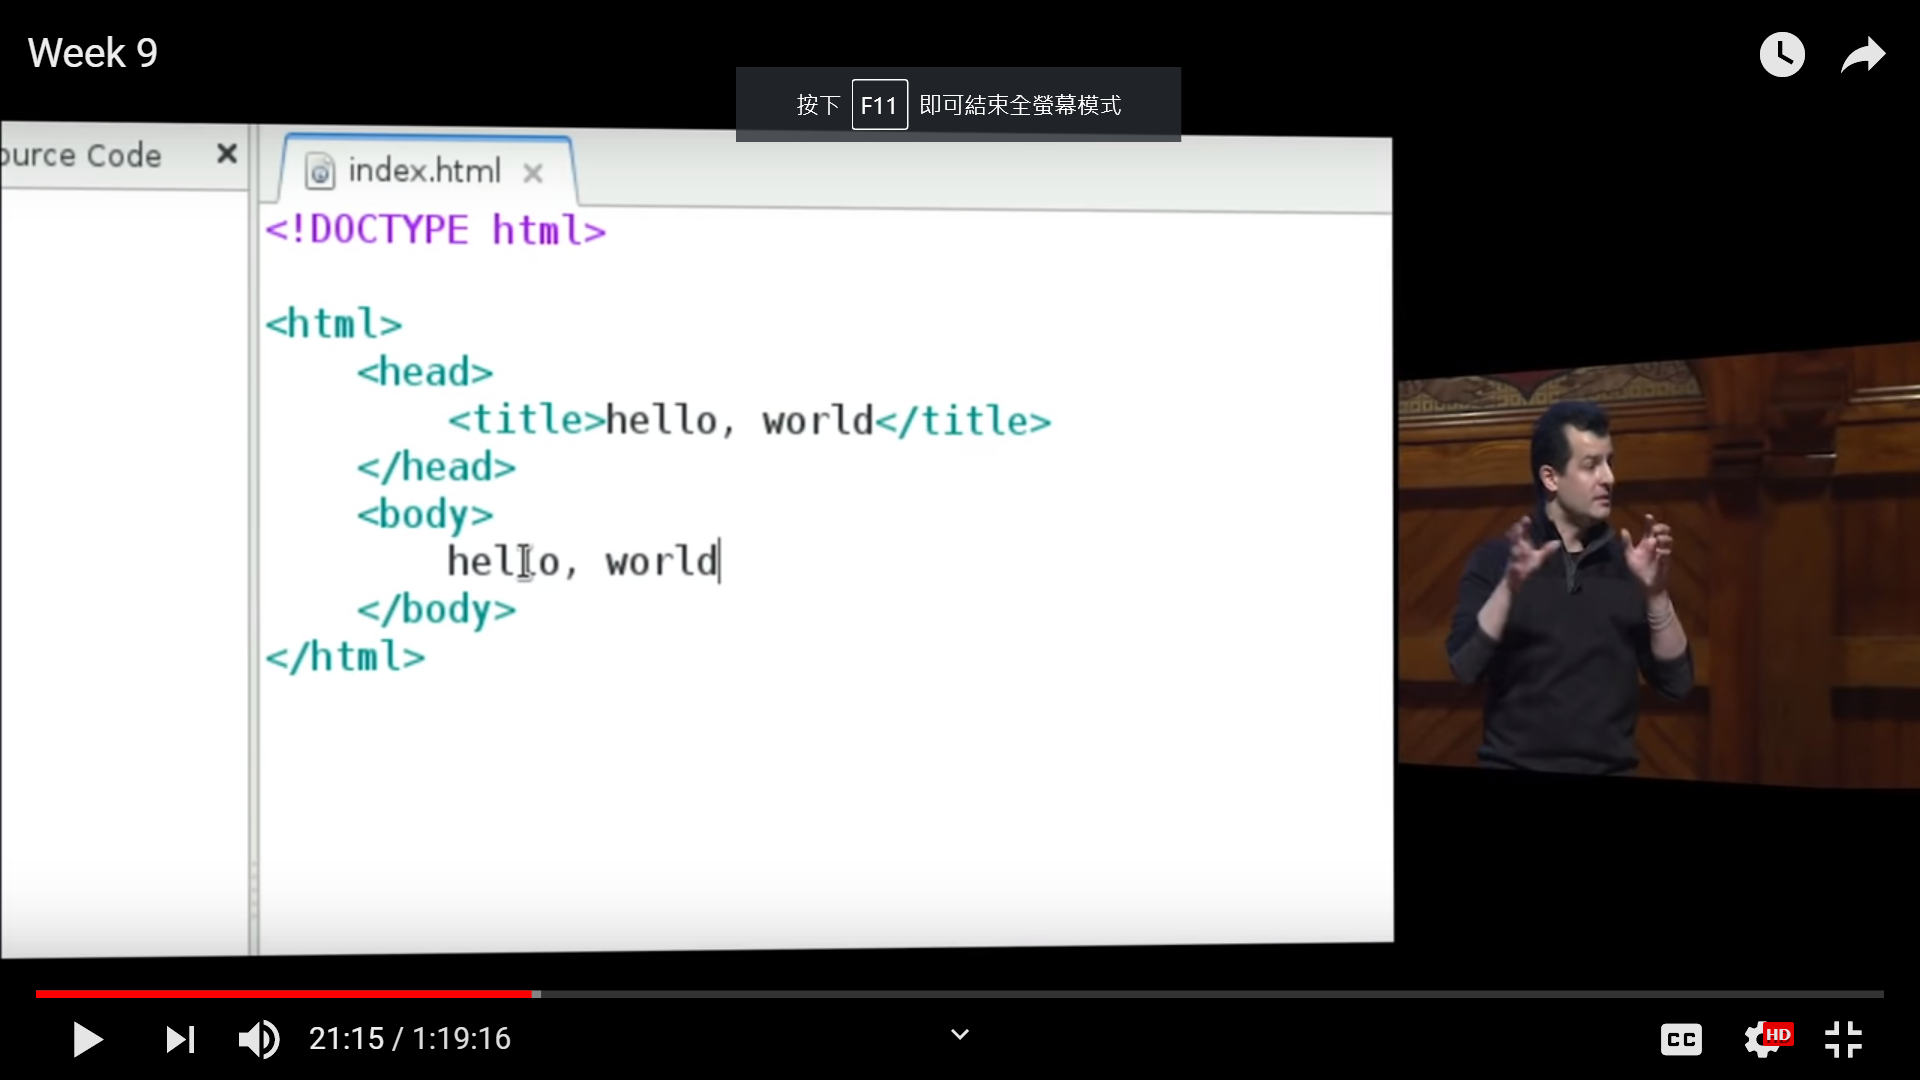 Week 9
按下 F11 即可結束全螢幕模式
ource Code
index.html
<!DOCTYPE html>
<html>
<head>
<title>hello, world</title>
</head>
<body>
hello, world
</body>
</html>
21:15 / 1:19:16
CC
HD